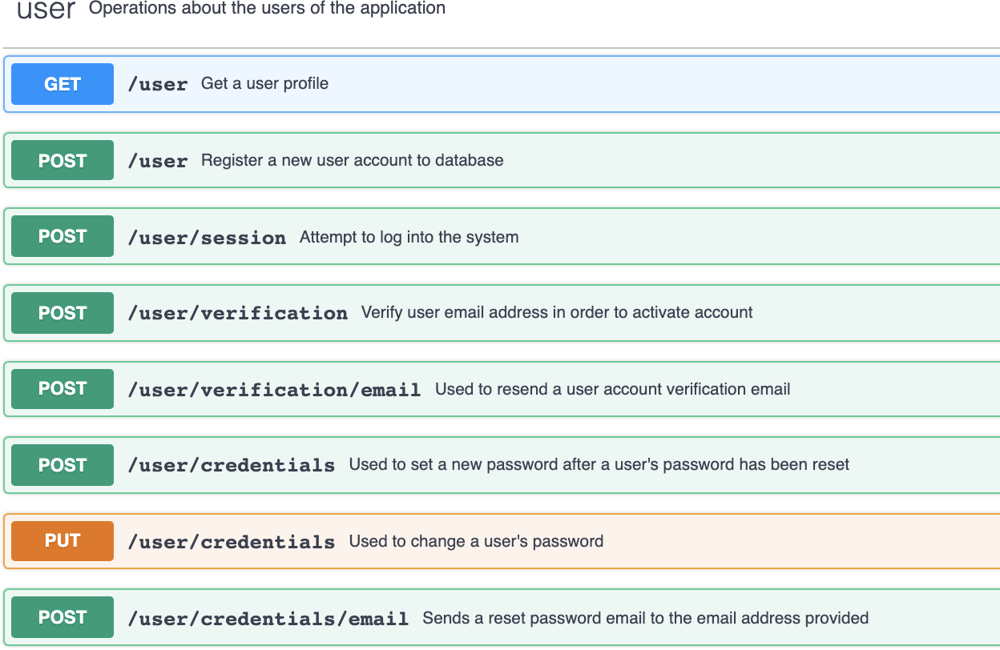 user Operations about the users of the application
GET /user Get a user profile
POST /user Register a new user account to database
POST /user/session Attempt to log into the system
POST /user/verification Verify user email address in order to activate account
POST /user/verification/email Used to resend a user account verification email
POST /user/credentials Used to set a new password after a user's password has been reset
PUT /user/credentials Used to change a user's password
POST /user/credentials/email Sends a reset password email to the email address provided